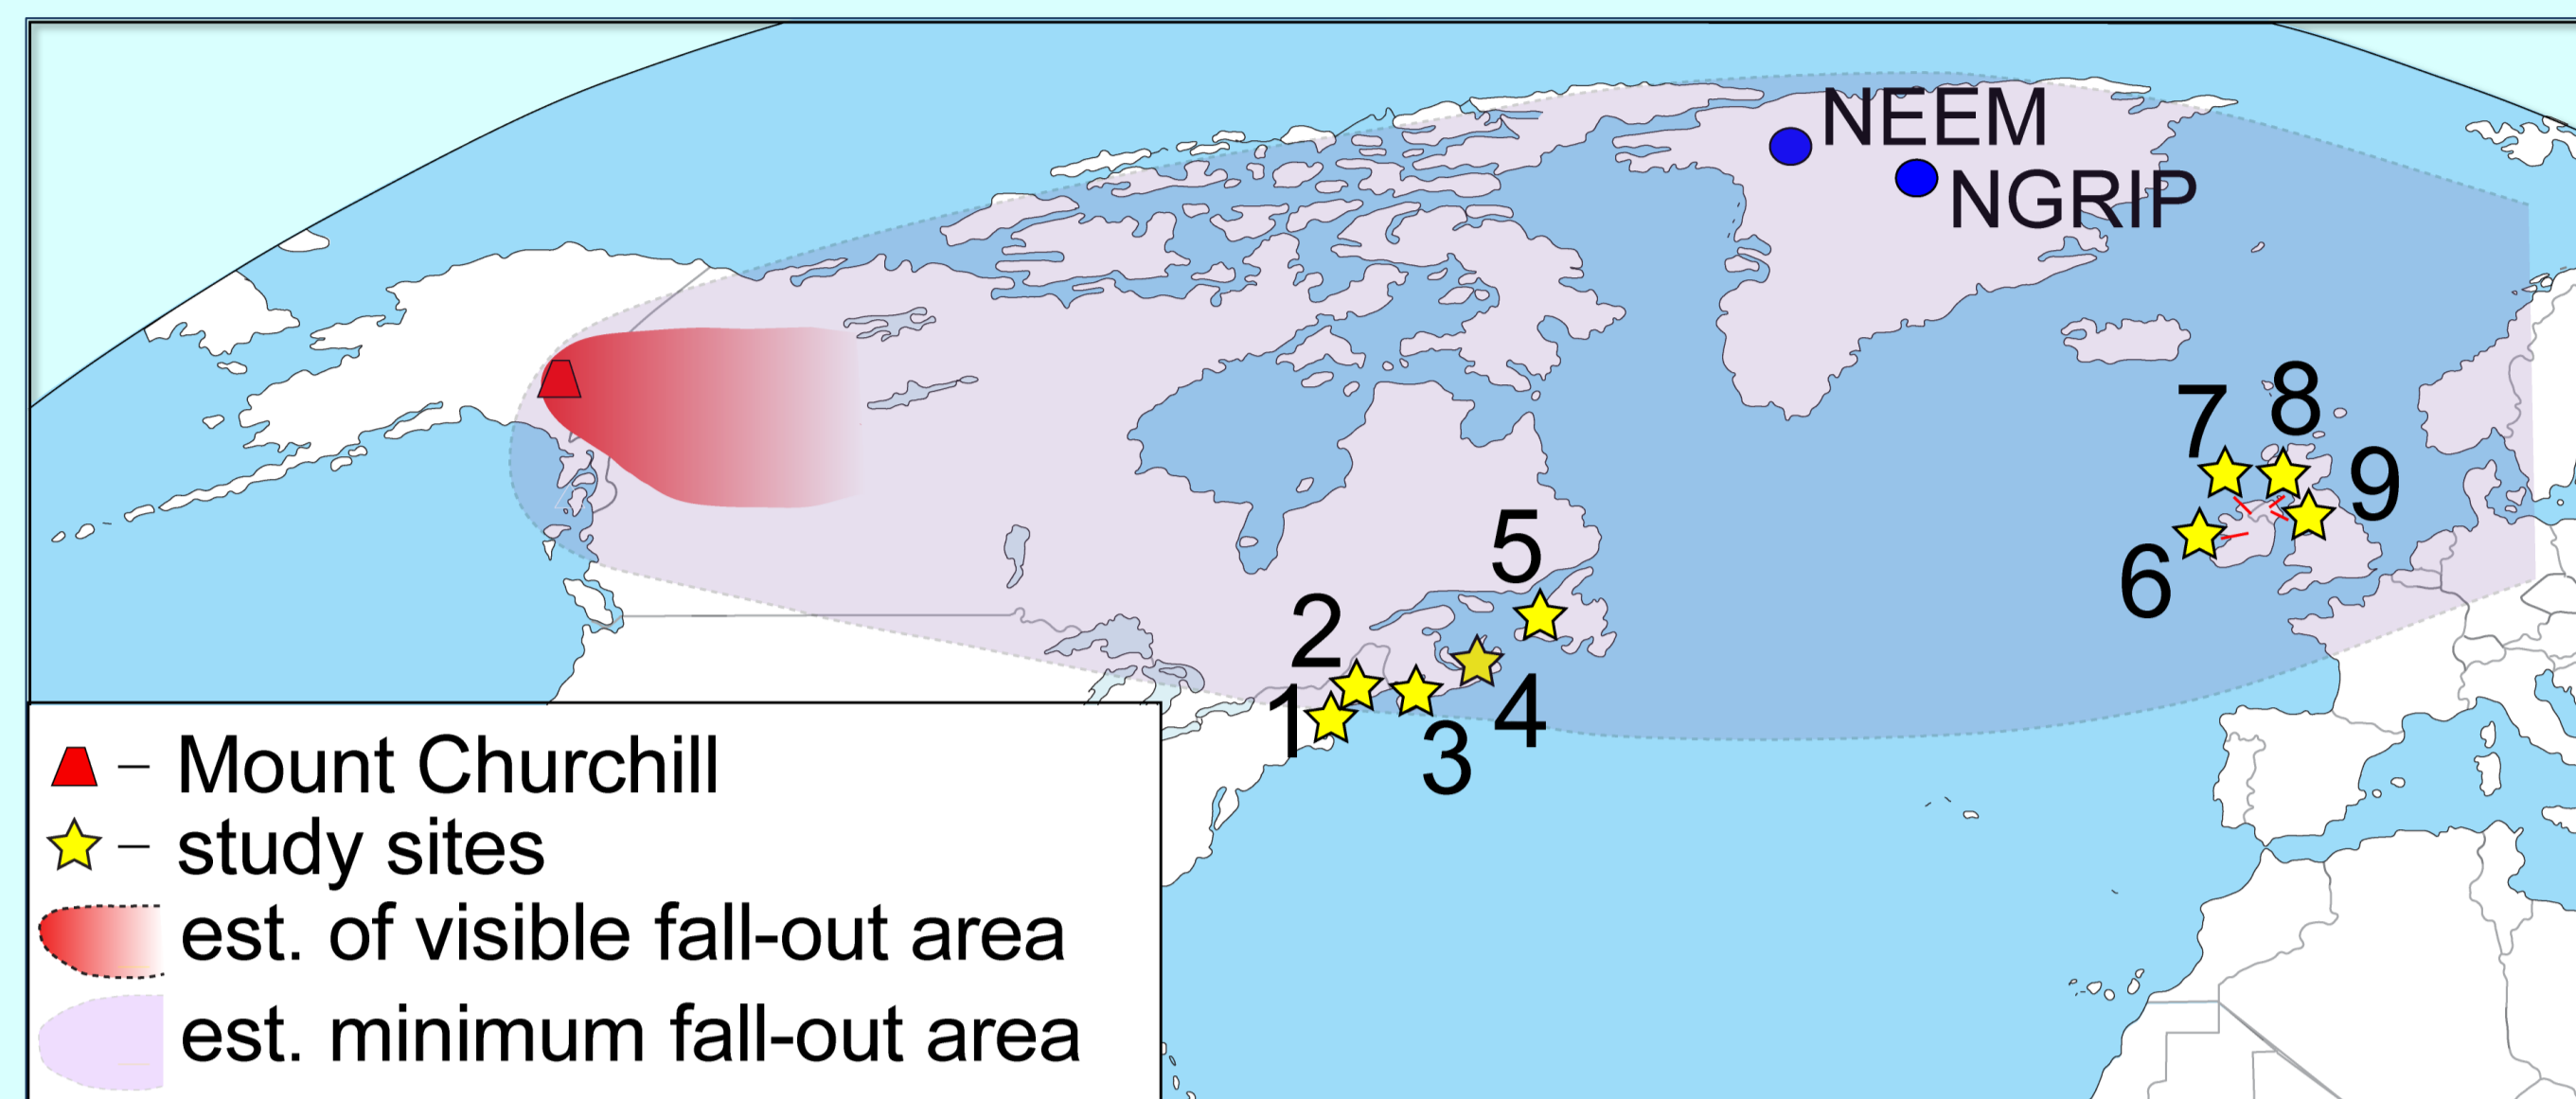 NEEM
NGRIP
7
8
9
6
5
2
1
3
4
– Mount Churchill
– study sites
est. of visible fall-out area
est. minimum fall-out area